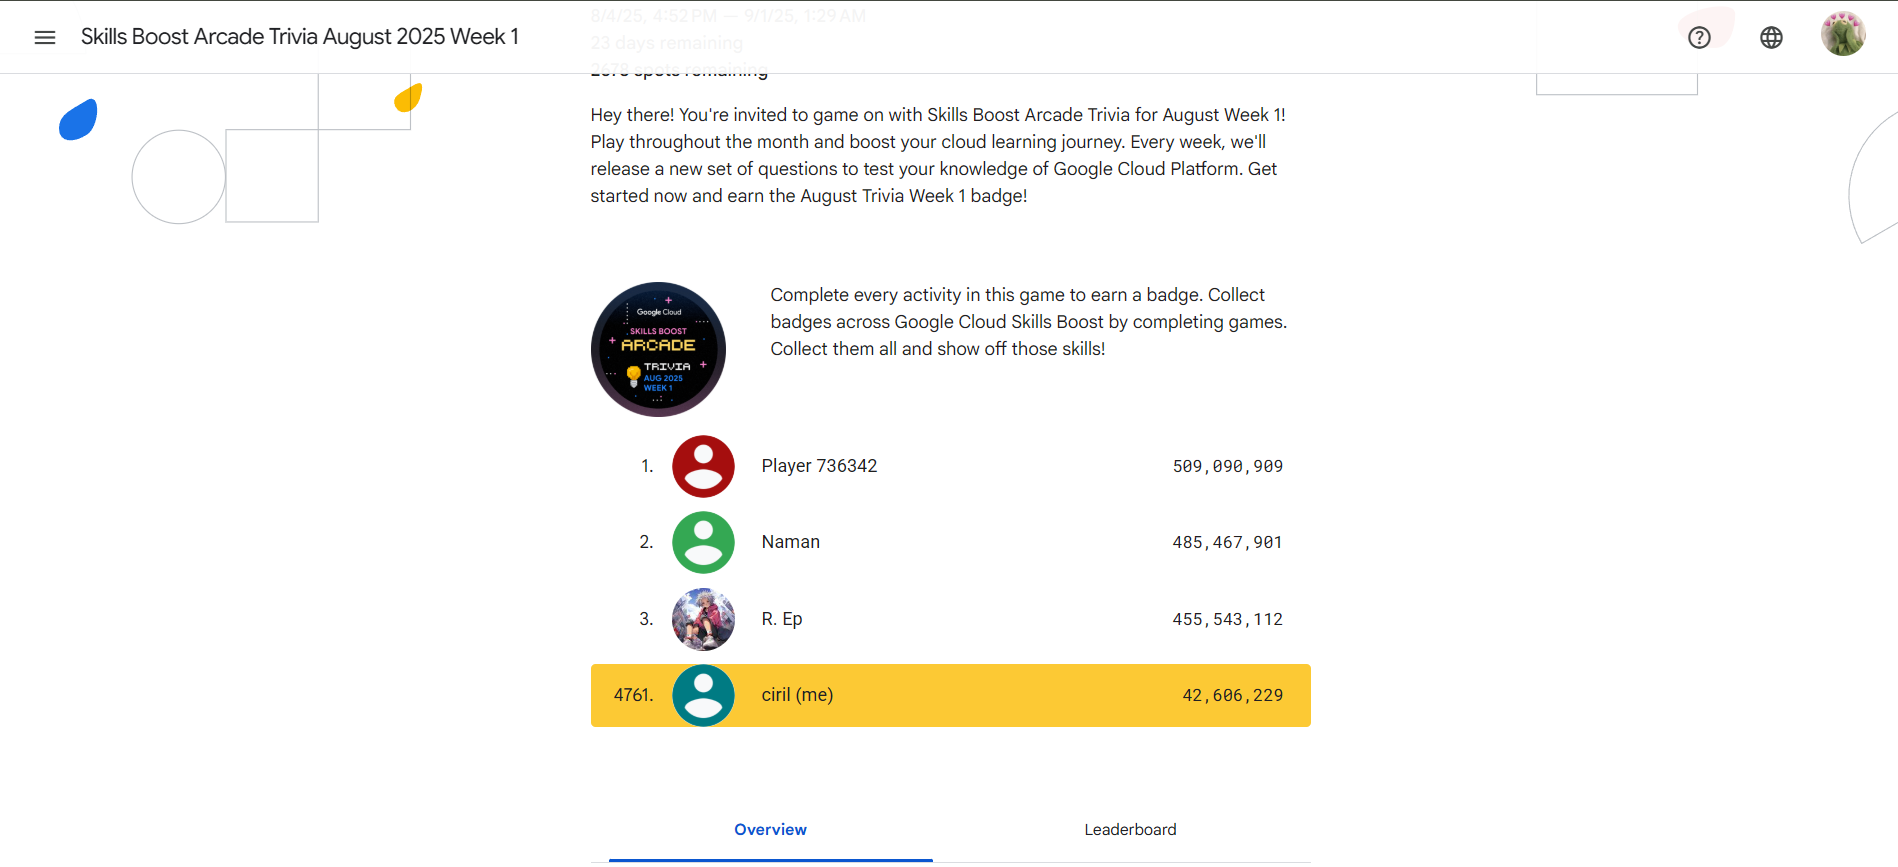 Skills Boost Arcade Trivia August 2025 Week 1
8/4/25, 4:52 PM — 9/1/25, 1:29 AM
23 days remaining
2678 spots remaining
Hey there! You're invited to game on with Skills Boost Arcade Trivia for August Week 1!
Play throughout the month and boost your cloud learning journey. Every week, we'll
release a new set of questions to test your knowledge of Google Cloud Platform. Get
started now and earn the August Trivia Week 1 badge!
Google Cloud
SKILLS BOOST
ARCADE
TRIVIA
AUG 2025
WEEK 1
Complete every activity in this game to earn a badge. Collect
badges across Google Cloud Skills Boost by completing games.
Collect them all and show off those skills!
1. Player 736342 509,090,909
2. Naman 485,467,901
3. R. Ep 455,543,112
4761. ciril (me) 42,606,229
Overview Leaderboard